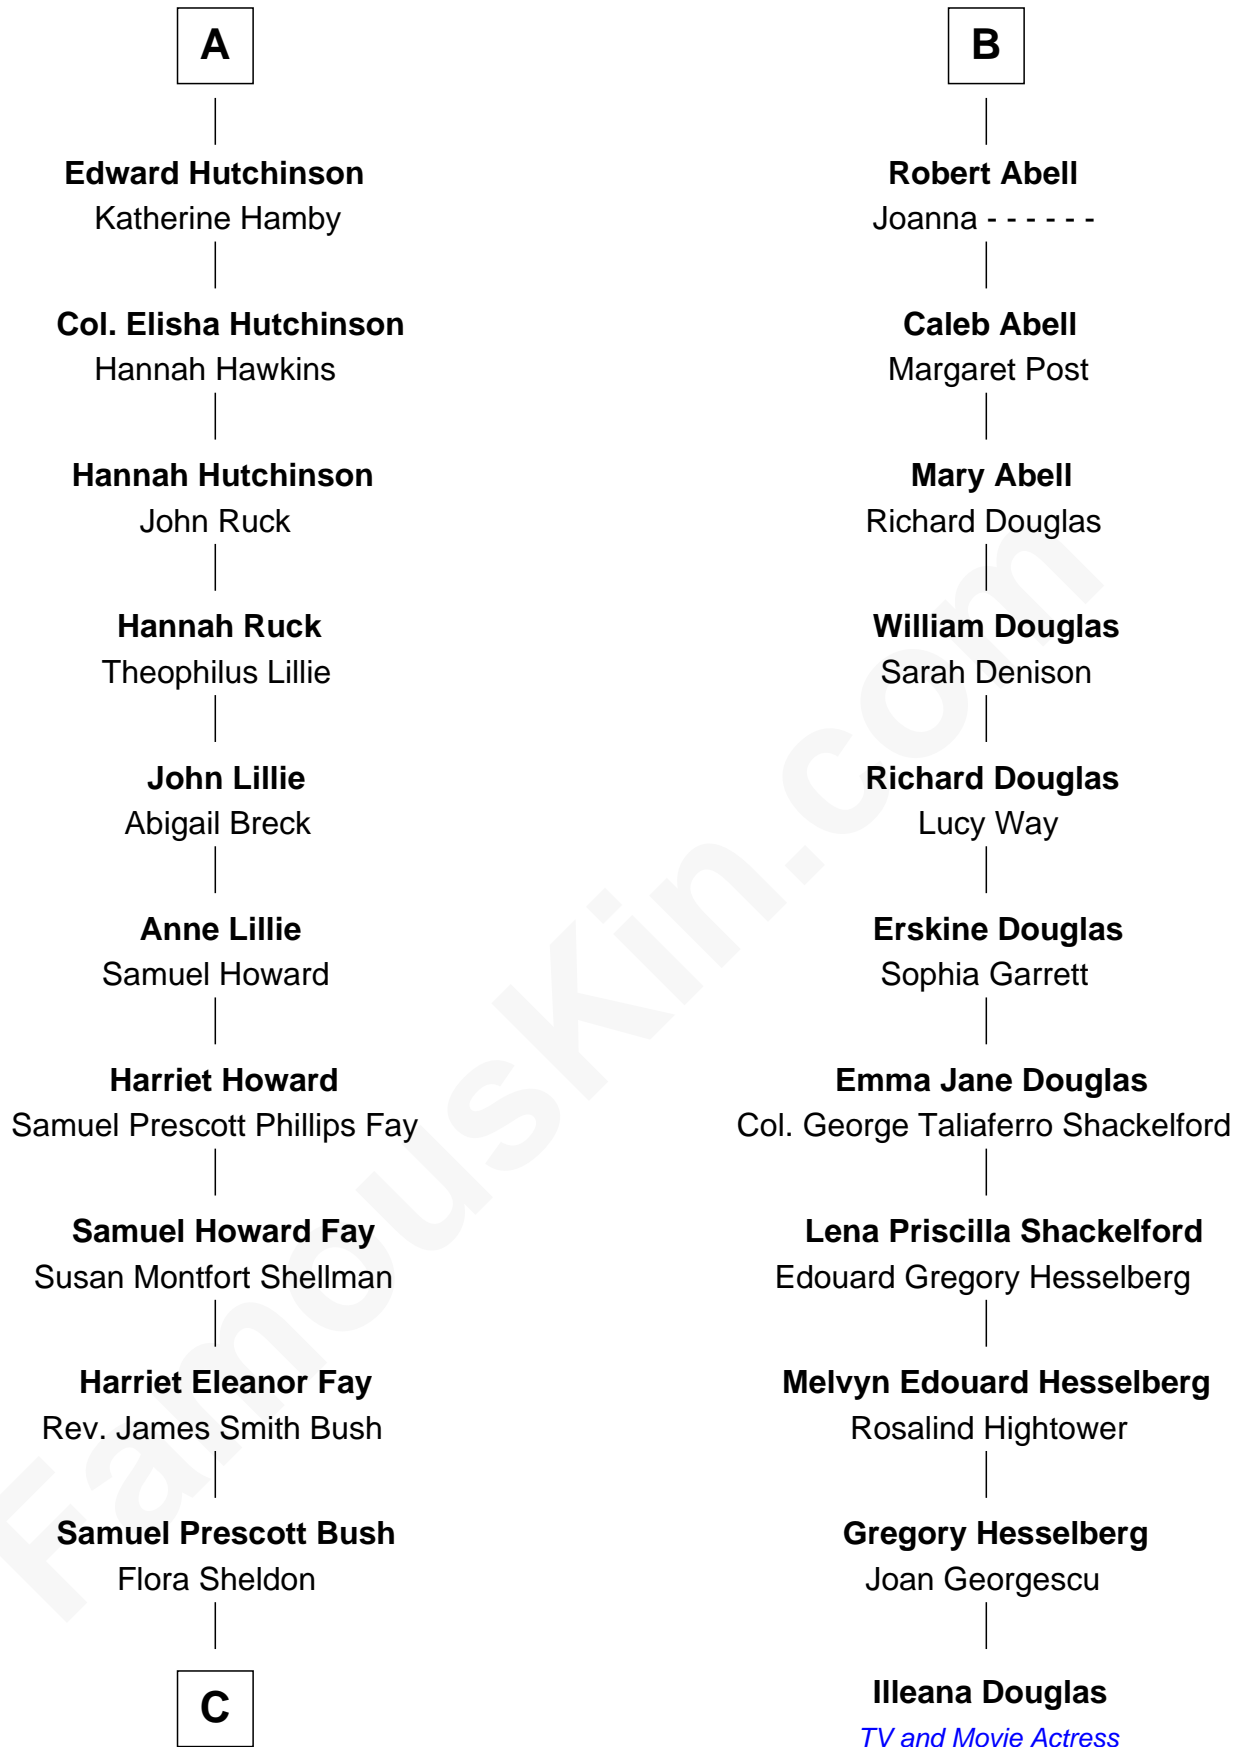 A
Edward Hutchinson
Katherine Hamby
Col. Elisha Hutchinson
Hannah Hawkins
Hannah Hutchinson
John Ruck
Hannah Ruck
Theophilus Lillie
John Lillie
Abigail Breck
Anne Lillie
Samuel Howard
Harriet Howard
Samuel Prescott Phillips Fay
Samuel Howard Fay
Susan Montfort Shellman
Harriet Eleanor Fay
Rev. James Smith Bush
Samuel Prescott Bush
Flora Sheldon
C
B
Robert Abell
Joanna - - - - - -
Caleb Abell
Margaret Post
Mary Abell
Richard Douglas
William Douglas
Sarah Denison
Richard Douglas
Lucy Way
Erskine Douglas
Sophia Garrett
Emma Jane Douglas
Col. George Taliaferro Shackelford
Lena Priscilla Shackelford
Edouard Gregory Hesselberg
Melvyn Edouard Hesselberg
Rosalind Hightower
Gregory Hesselberg
Joan Georgescu
Illeana Douglas
TV and Movie Actress
FamousKin.com